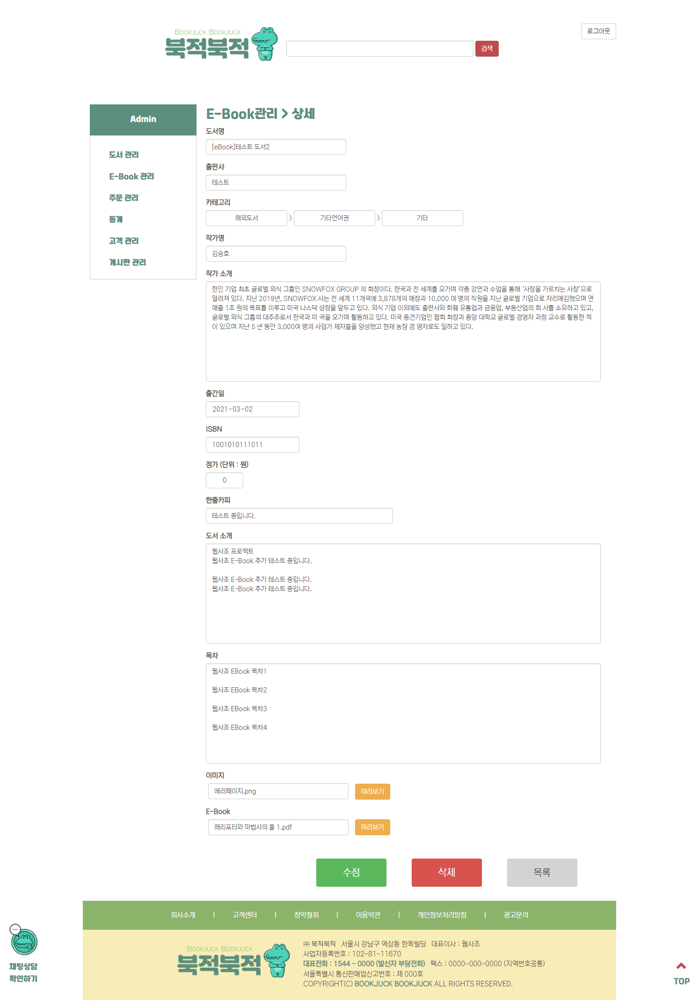 로그아웃
BOOKJUCK BOOKJUCK
북적북적
검색
Admin
도서 관리
E-Book 관리
주문 관리
통계
고객 관리
게시판 관리
E-Book관리 > 상세
도서명
[eBook]테스트 도서2
출판사
테스트
카테고리
해외도서 > 기타언어권 > 기타
작가명
김승호
작가 소개
한인 기업 최초 글로벌 외식 그룹인 SNOWFOX GROUP 의 회장이다. 한국과 전 세계를 오가며 각종 강연과 수업을 통해 ‘사장을 가르치는 사장’으로
알려져 있다. 지난 2019년, SNOWFOX 사는 전 세계 11개국에 3,878개의 매장과 10,000 여 명의 직원을 지닌 글로벌 기업으로 자리매김했으며 연
매출 1조 원의 목표를 이루고 미국 나스닥 상장을 앞두고 있다. 외식 기업 이외에도 출판사와 화훼 유통업과 금융업, 부동산업의 회 사를 소유하고 있고,
글로벌 외식 그룹의 대주주로서 한국과 미 국을 오가며 활동하고 있다. 미국 중견기업인 협회 회장과 중앙 대학교 글로벌 경영자 과정 교수로 활동한 적
이 있으며 지난 5 년 동안 3,000여 명의 사업가 제자들을 양성했고 현재 농장 경 영자로도 일하고 있다.
출간일
2021-03-02
ISBN
1001010111011
정가 (단위 : 원)
0
한줄카피
테스트 중입니다.
도서 소개
웹사조 프로젝트
웹사조 E-Book 추가 테스트 중입니다.
웹사조 E-Book 추가 테스트 중입니다.
웹사조 E-Book 추가 테스트 중입니다.
목차
웹사조 EBook 목차1
웹사조 EBook 목차2
웹사조 EBook 목차3
웹사조 EBook 목차4
이미지
에러페이지.png 미리보기
E-Book
해리포터와 마법사의 돌 1.pdf 미리보기
수정 삭제 목록
회사소개 | 고객센터 | 청약철회 | 이용약관 | 개인정보처리방침 | 광고문의
BOOKJUCK BOOKJUCK
북적북적
㈜ 북적북적 서울시 강남구 역삼동 한독빌딩 대표이사 : 웹사조
사업자등록번호 : 102-81-11670
대표전화 : 1544 - 0000 (발신자 부담전화) 팩스 : 0000-000-0000 (지역번호공통)
서울특별시 통신판매업신고번호 : 제 000호
COPYRIGHT(C) BOOKJUCK BOOKJUCK ALL RIGHTS RESERVED.
채팅상담
확인하기
TOP